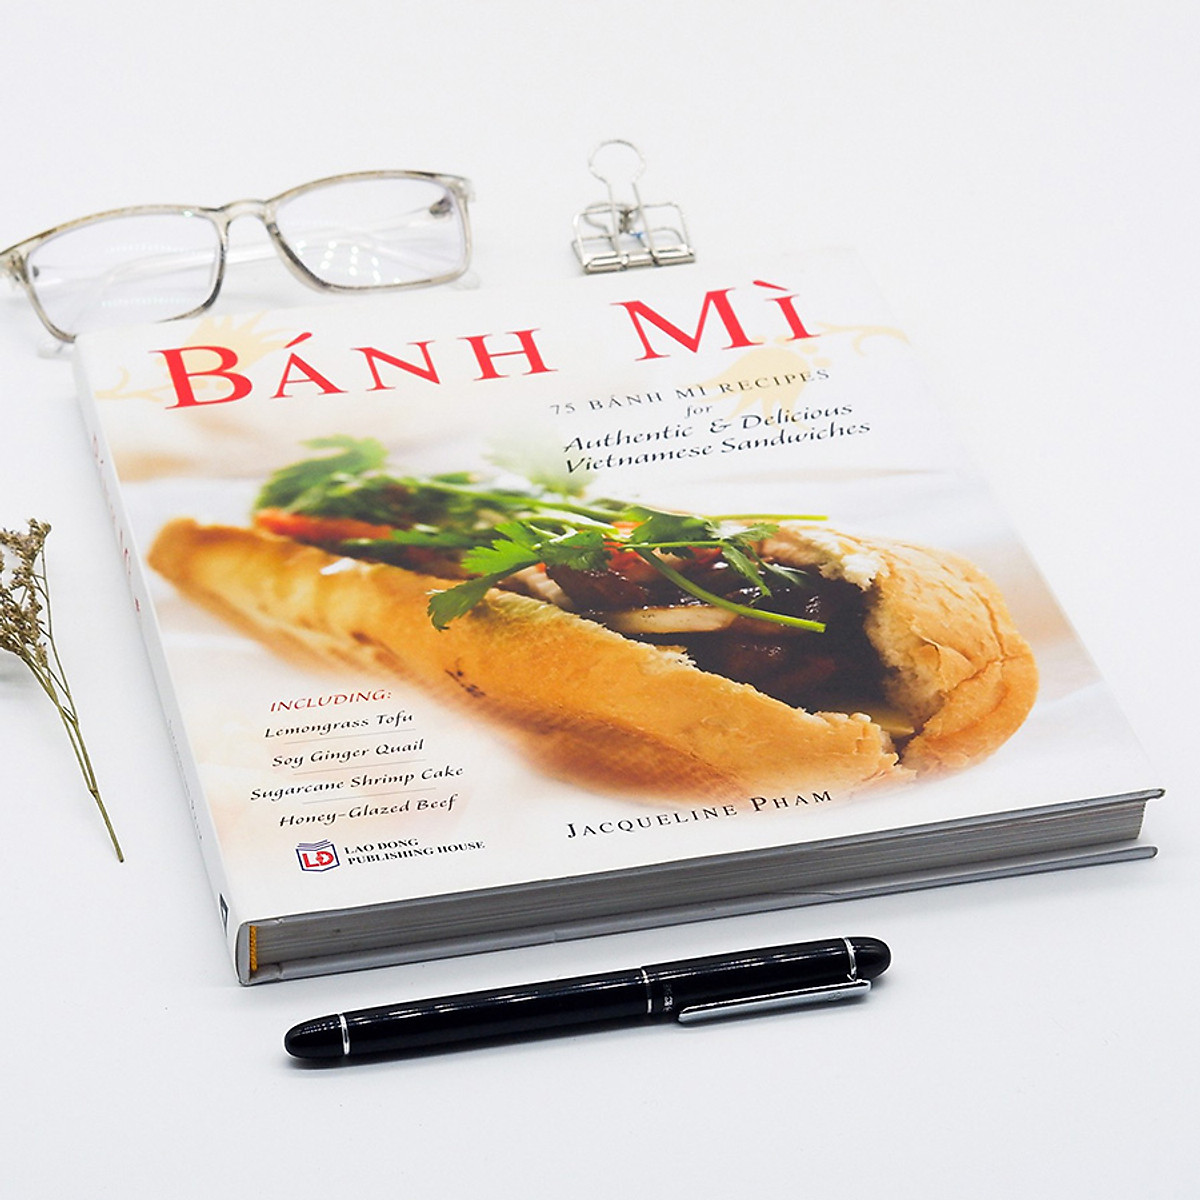 BÁNH MÌ
75 BÁNH MÌ RECIPES
for
Authentic & Delicious
Vietnamese Sandwiches
INCLUDING:
Lemongrass Tofu
Soy Ginger Quail
Sugarcane Shrimp Cake
Honey-Glazed Beef
LĐ
LAO DONG
PUBLISHING HOUSE
JACQUELINE PHAM